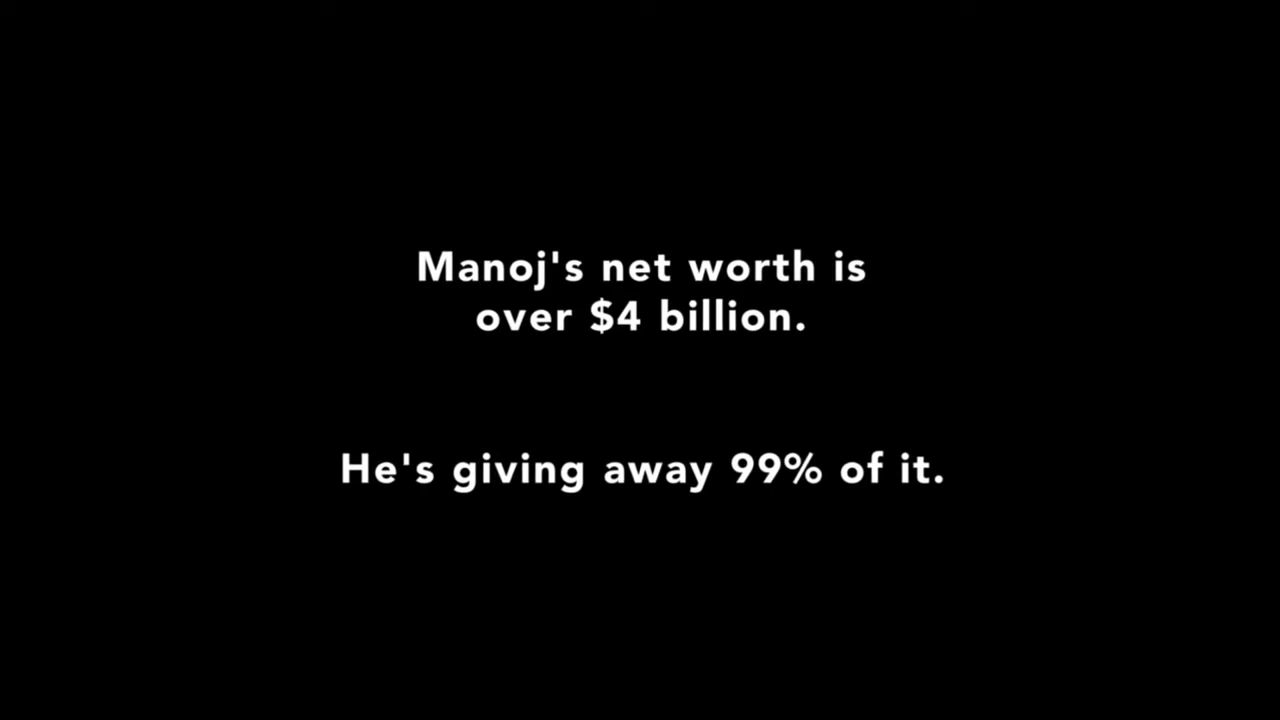 Manoj's net worth is
over $4 billion.
He's giving away 99% of it.